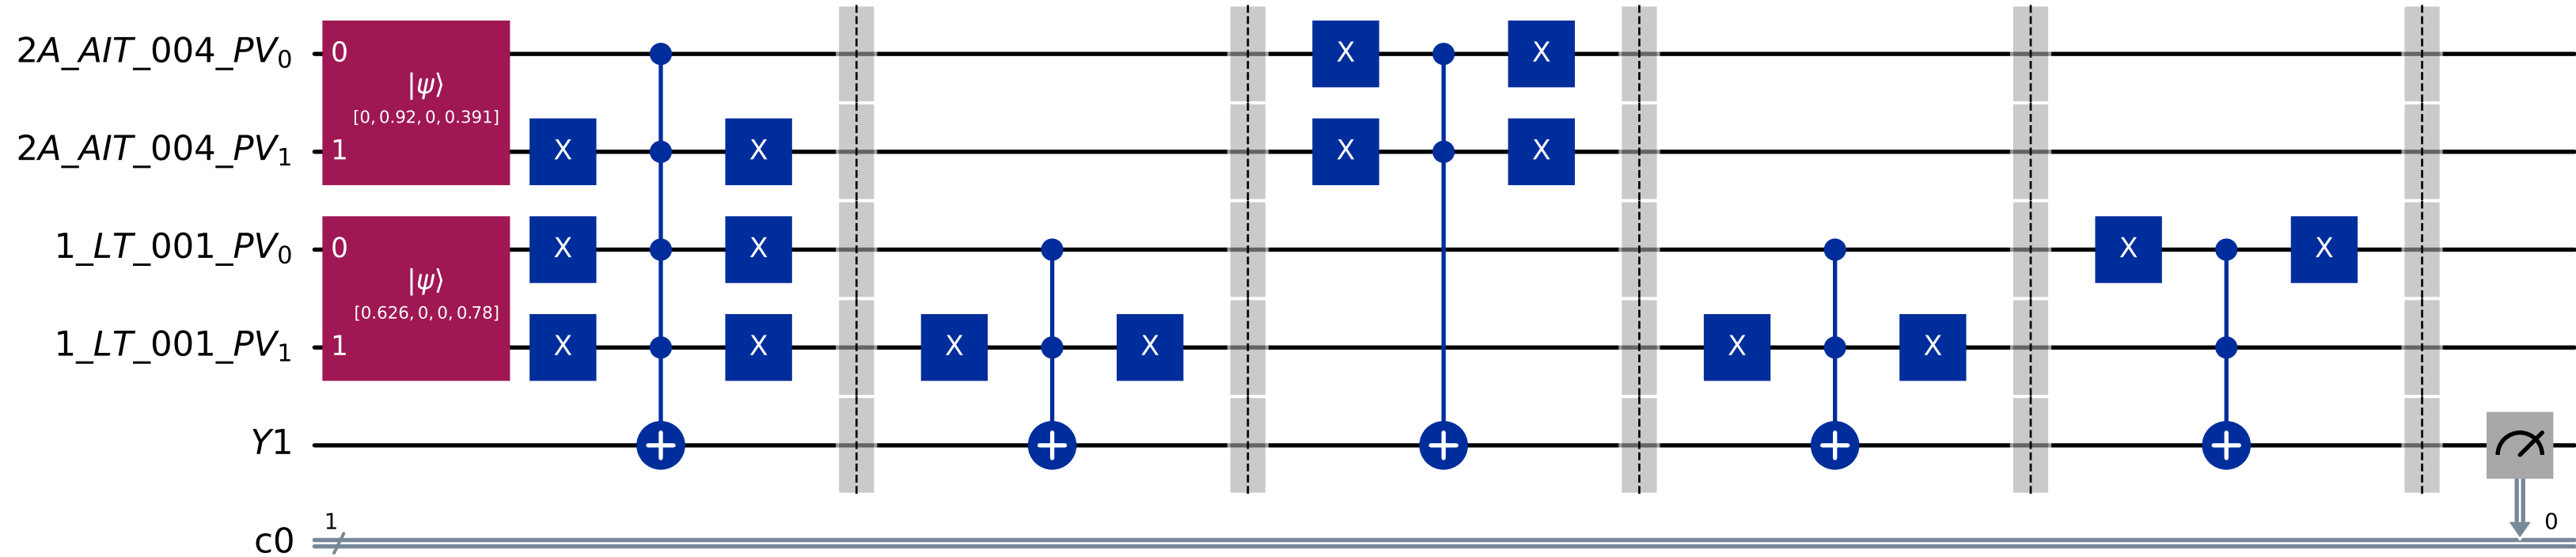 2A_AIT_004_PV0 0 |ψ⟩ X X
[0, 0.92, 0, 0.391]
2A_AIT_004_PV1 1 X X X X
1_LT_001_PV0 0 |ψ⟩ X X X X
[0.626, 0, 0, 0.78]
1_LT_001_PV1 1 X X X X X X
Y1
c0 1 0